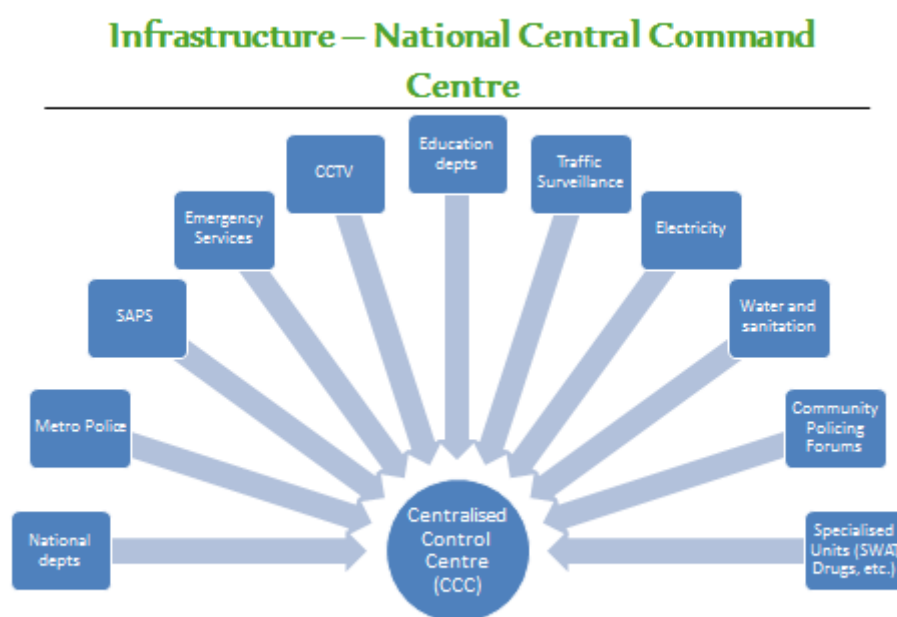 Infrastructure – National Central Command
Centre
Education
depts
CCTV
Traffic
Surveillance
Emergency
Services
Electricity
SAPS
Water and
sanitation
Metro Police
Community
Policing
Forums
National
depts
Centralised
Control
Centre
(CCC)
Specialised
Units (SWAT
Drugs, etc.)